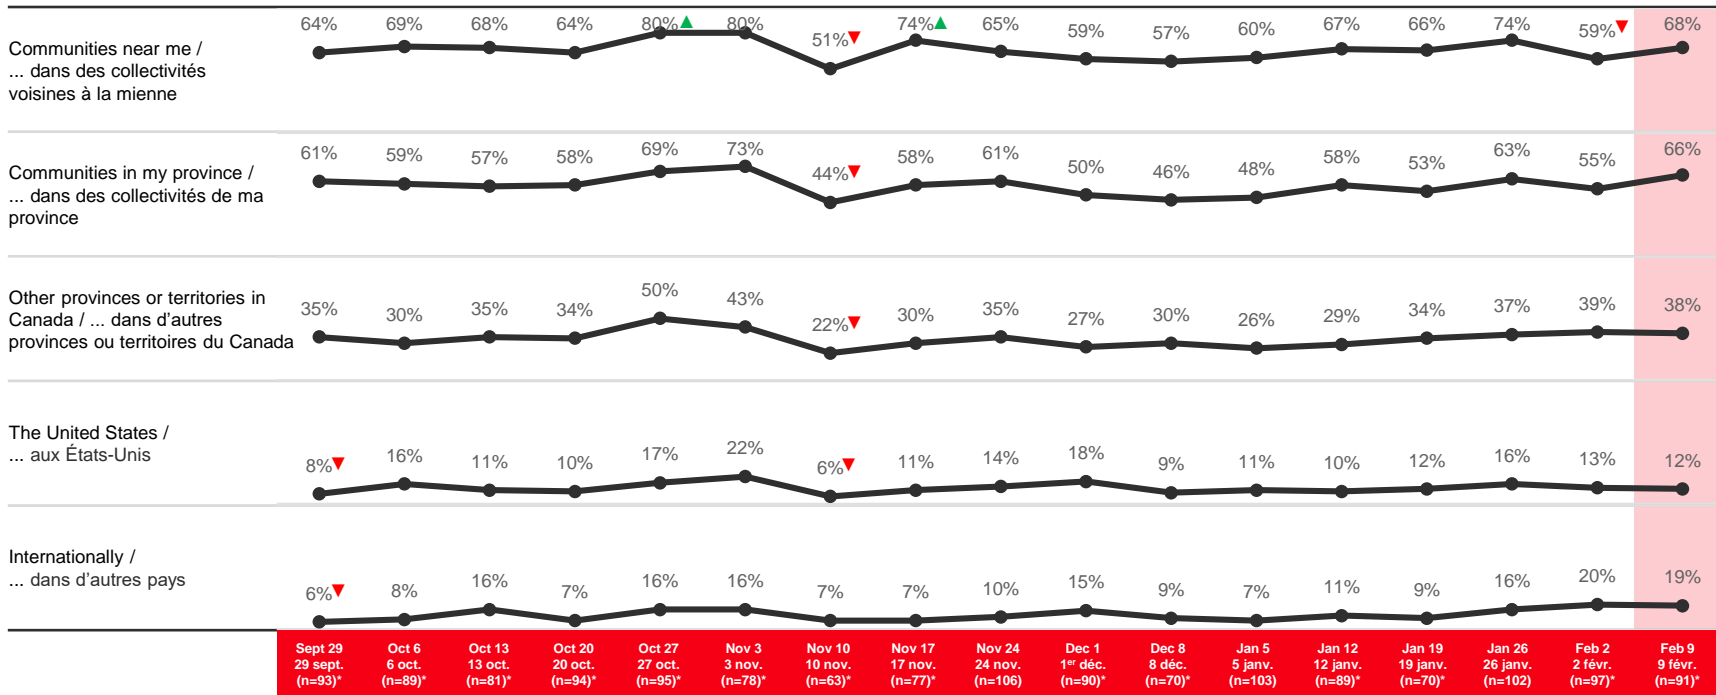 Communities near me /
... dans des collectivités
voisines à la mienne
64% 69% 68% 64% 80%▲ 80% 51%▼ 74%▲ 65% 59% 57% 60% 67% 66% 74% 59%▼ 68%
Communities in my province /
... dans des collectivités de ma
province
61% 59% 57% 58% 69% 73% 44%▼ 58% 61% 50% 46% 48% 58% 53% 63% 55% 66%
Other provinces or territories in
Canada / ... dans d'autres
provinces ou territoires du Canada
35% 30% 35% 34% 50% 43% 22%▼ 30% 35% 27% 30% 26% 29% 34% 37% 39% 38%
The United States /
... aux États-Unis
8%▼ 16% 11% 10% 17% 22% 6%▼ 11% 14% 18% 9% 11% 10% 12% 16% 13% 12%
Internationally /
... dans d'autres pays
6%▼ 8% 16% 7% 16% 16% 7% 7% 10% 15% 9% 7% 11% 9% 16% 20% 19%
Sept 29 Oct 6 Oct 13 Oct 20 Oct 27 Nov 3 Nov 10 Nov 17 Nov 24 Dec 1 Dec 8 Jan 5 Jan 12 Jan 19 Jan 26 Feb 2 Feb 9
29 sept. 6 oct. 13 oct. 20 oct. 27 oct. 3 nov. 10 nov. 17 nov. 24 nov. 1er déc. 8 déc. 5 janv. 12 janv. 19 janv. 26 janv. 2 févr. 9 févr.
(n=93)* (n=89)* (n=81)* (n=94)* (n=95)* (n=78)* (n=63)* (n=77)* (n=106) (n=90)* (n=70)* (n=103) (n=89)* (n=70)* (n=102) (n=97)* (n=91)*